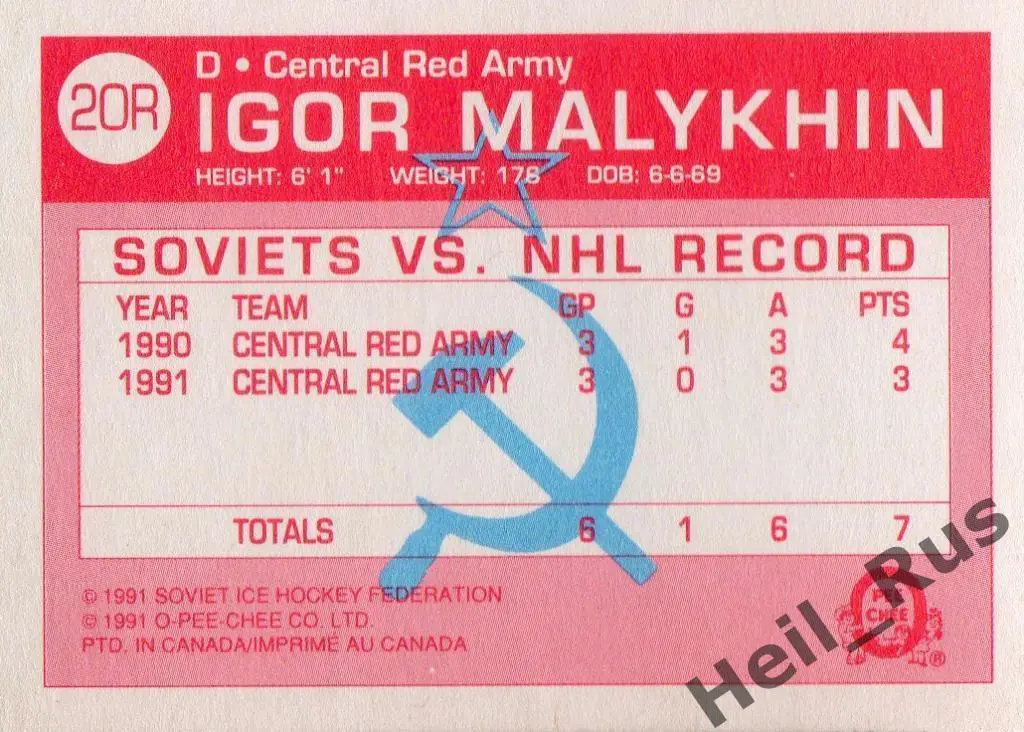 20R
D • Central Red Army
IGOR MALYKHIN
HEIGHT: 6' 1" WEIGHT: 176 DOB: 6-6-69
SOVIETS VS. NHL RECORD
YEAR TEAM GP G A PTS
1990 CENTRAL RED ARMY 3 1 3 4
1991 CENTRAL RED ARMY 3 0 3 3
TOTALS 6 1 6 7
© 1991 SOVIET ICE HOCKEY FEDERATION
© 1991 O-PEE-CHEE CO. LTD.
PTD. IN CANADA/IMPRIMÉ AU CANADA
O PEE CHEE ®
Heil_Rus